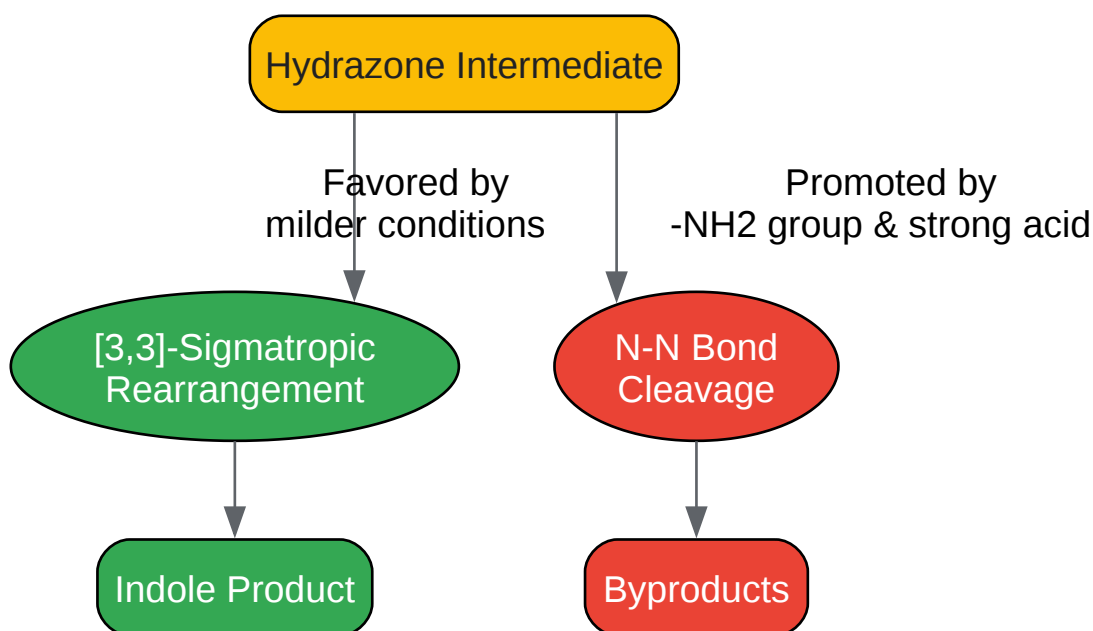 Hydrazone Intermediate
Favored by
milder conditions
Promoted by
-NH2 group & strong acid
[3,3]-Sigmatropic
Rearrangement
N-N Bond
Cleavage
Indole Product
Byproducts